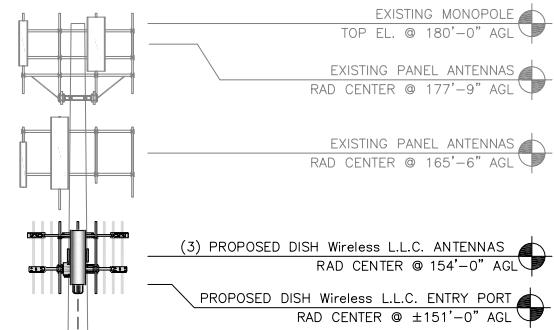 EXISTING MONOPOLE
TOP EL. @ 180'-0" AGL
EXISTING PANEL ANTENNAS
RAD CENTER @ 177'-9" AGL
EXISTING PANEL ANTENNAS
RAD CENTER @ 165'-6" AGL
(3) PROPOSED DISH Wireless L.L.C. ANTENNAS
RAD CENTER @ 154'-0" AGL
PROPOSED DISH Wireless L.L.C. ENTRY PORT
RAD CENTER @ ±151'-0" AGL